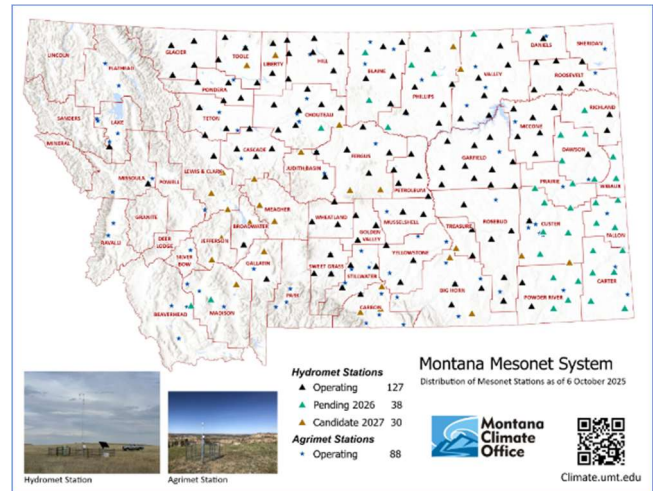 LINCOLN
FLATHEAD
GLACIER
TOOLE
LIBERTY
HILL
BLAINE
PHILLIPS
VALLEY
DANIELS
SHERIDAN
ROOSEVELT
PONDERA
TETON
CHOUTEAU
RICHLAND
MCCONE
SANDERS
LAKE
MINERAL
MISSOULA
POWELL
LEWIS & CLARK
CASCADE
JUDITH BASIN
FERGUS
PETROLEUM
GARFIELD
DAWSON
PRAIRIE
WIBAUX
GRANITE
RAVALLI
DEER
LODGE
SILVER
BOW
JEFFERSON
BROADWATER
MEAGHER
WHEATLAND
GOLDEN
VALLEY
MUSSELSHELL
TREASURE
ROSEBUD
CUSTER
FALLON
GALLATIN
PARK
SWEET GRASS
STILLWATER
YELLOWSTONE
CARBON
BIG HORN
POWDER RIVER
CARTER
BEAVERHEAD
MADISON
Montana Mesonet System
Distribution of Mesonet Stations as of 6 October 2025
Hydromet Stations
Operating 127
Pending 2026 38
Candidate 2027 30
Agrimet Stations
Operating 88
Montana
Climate
Office
Climate.umt.edu
Hydromet Station
Agrimet Station